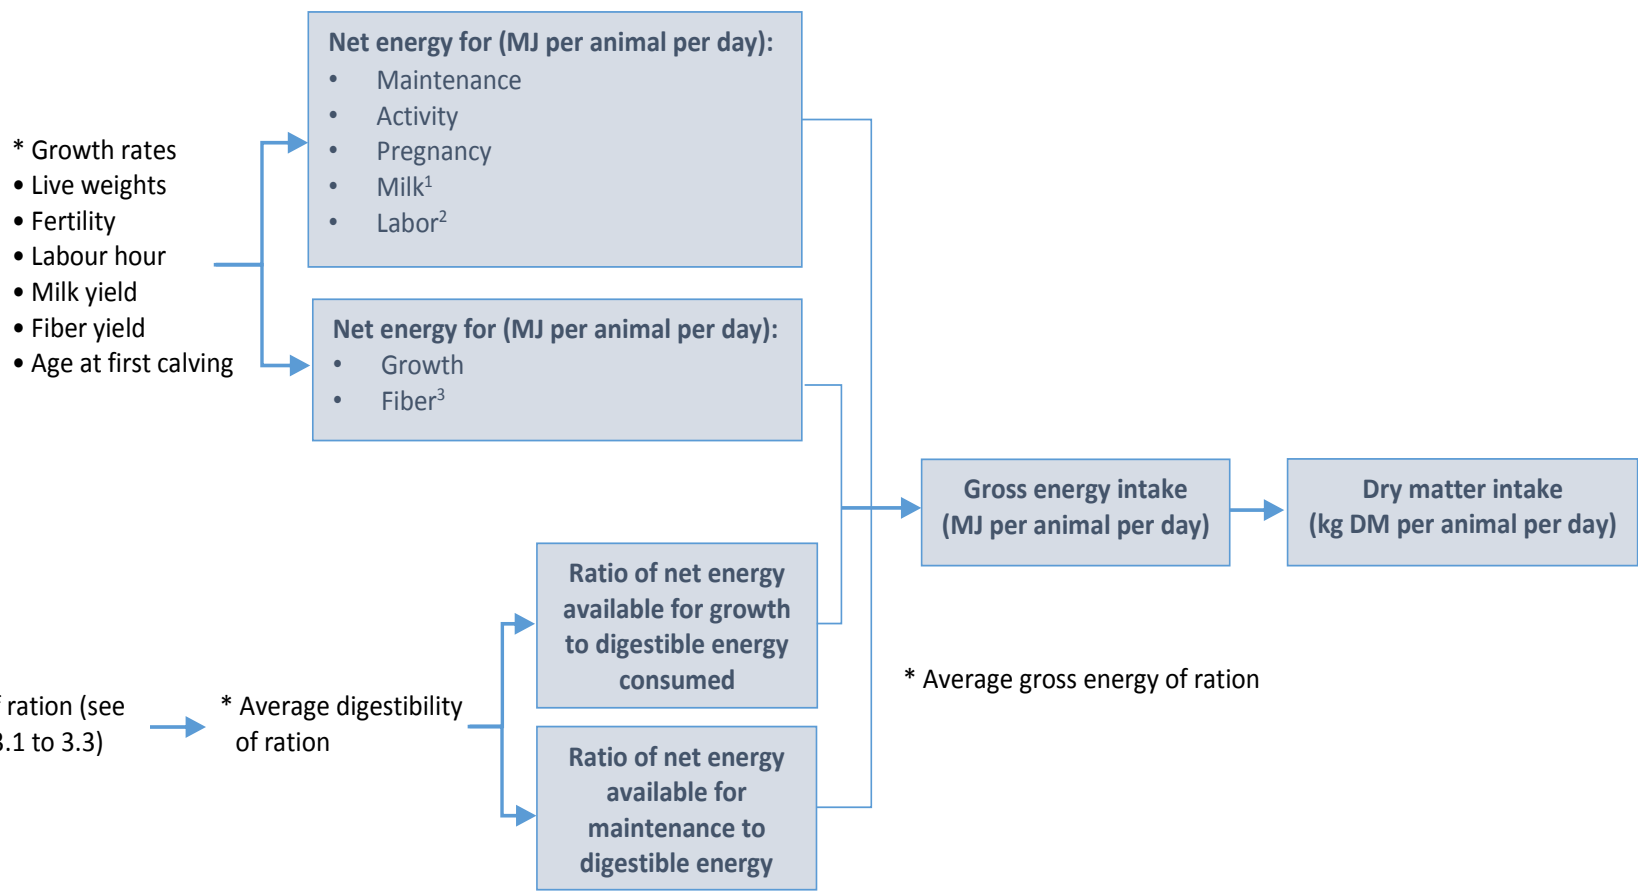 Net energy for (MJ per animal per day):
• Maintenance
• Activity
• Pregnancy
• Milk¹
• Labor²
* Growth rates
• Live weights
• Fertility
• Labour hour
• Milk yield
• Fiber yield
• Age at first calving
Net energy for (MJ per animal per day):
• Growth
• Fiber³
Gross energy intake
(MJ per animal per day)
Dry matter intake
(kg DM per animal per day)
Ratio of net energy
available for growth
to digestible energy
consumed
* Average gross energy of ration
ration (see
3.1 to 3.3)
* Average digestibility
of ration
Ratio of net energy
available for
maintenance to
digestible energy